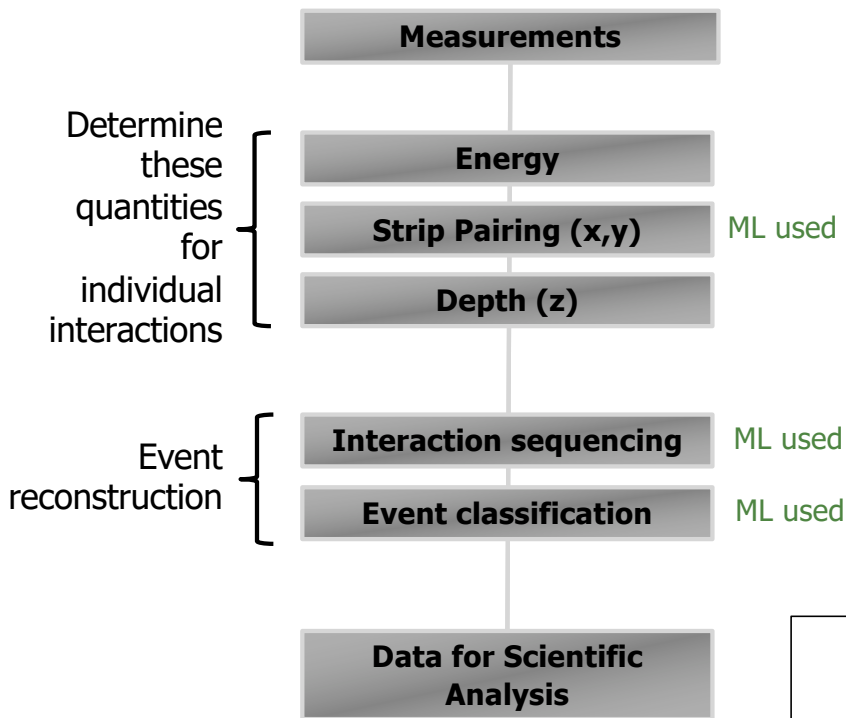 Measurements
Determine
these
quantities
for
individual
interactions
Energy
Strip Pairing (x,y)
ML used
Depth (z)
Event
reconstruction
Interaction sequencing
ML used
Event classification
ML used
Data for Scientific
Analysis